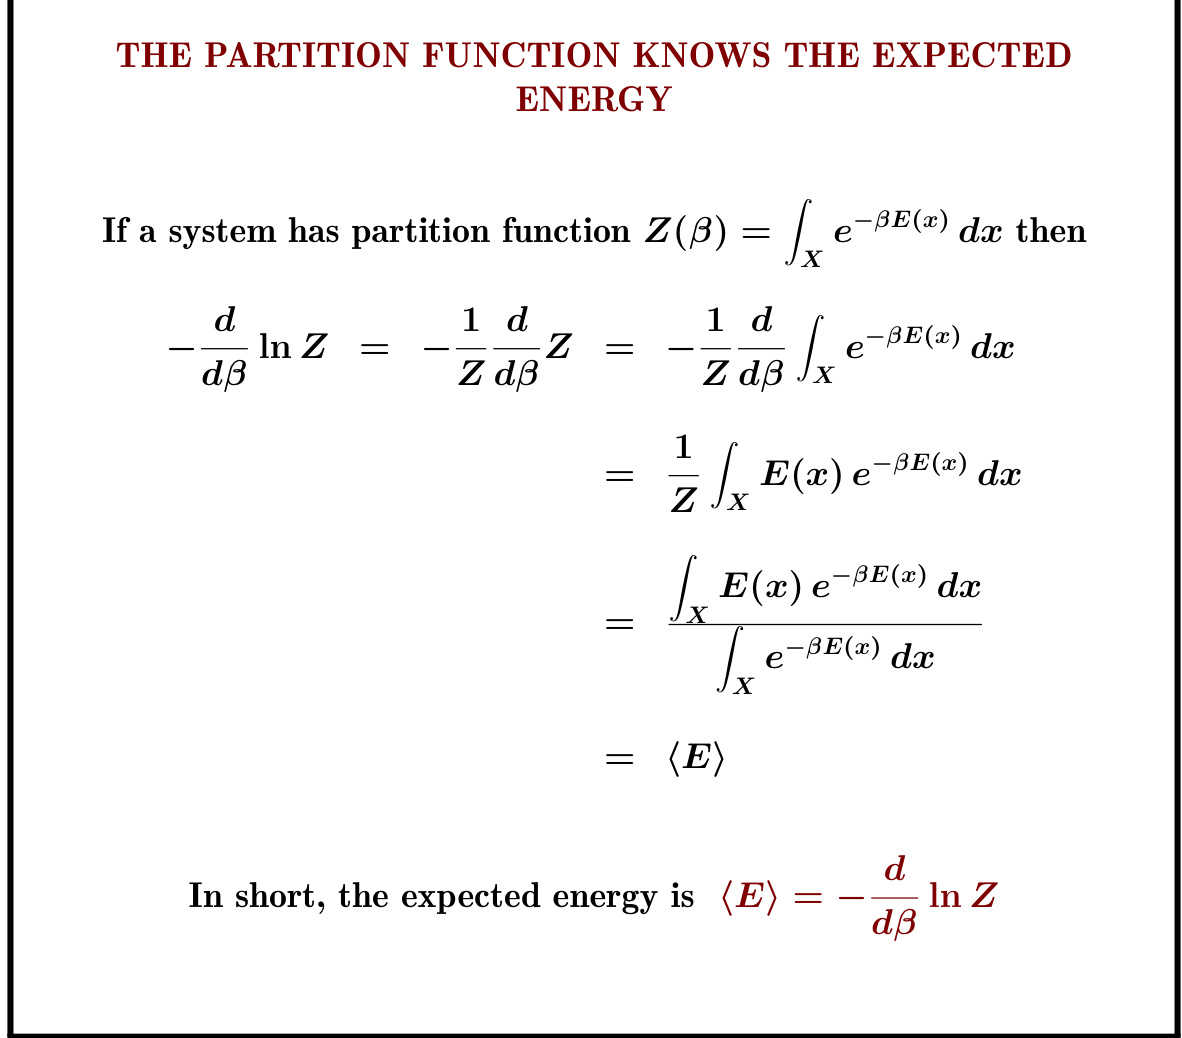 THE PARTITION FUNCTION KNOWS THE EXPECTED
ENERGY
If a system has partition function $Z(\beta) = \int_X e^{-\beta E(x)} \, dx$ then
$-\frac{d}{d\beta} \ln Z = -\frac{1}{Z} \frac{d}{d\beta} Z = -\frac{1}{Z} \frac{d}{d\beta} \int_X e^{-\beta E(x)} \, dx$
$= \frac{1}{Z} \int_X E(x) \, e^{-\beta E(x)} \, dx$
$= \frac{\int_X E(x) \, e^{-\beta E(x)} \, dx}{\int_X e^{-\beta E(x)} \, dx}$
$= \langle E \rangle$
In short, the expected energy is $\langle E \rangle = -\frac{d}{d\beta} \ln Z$